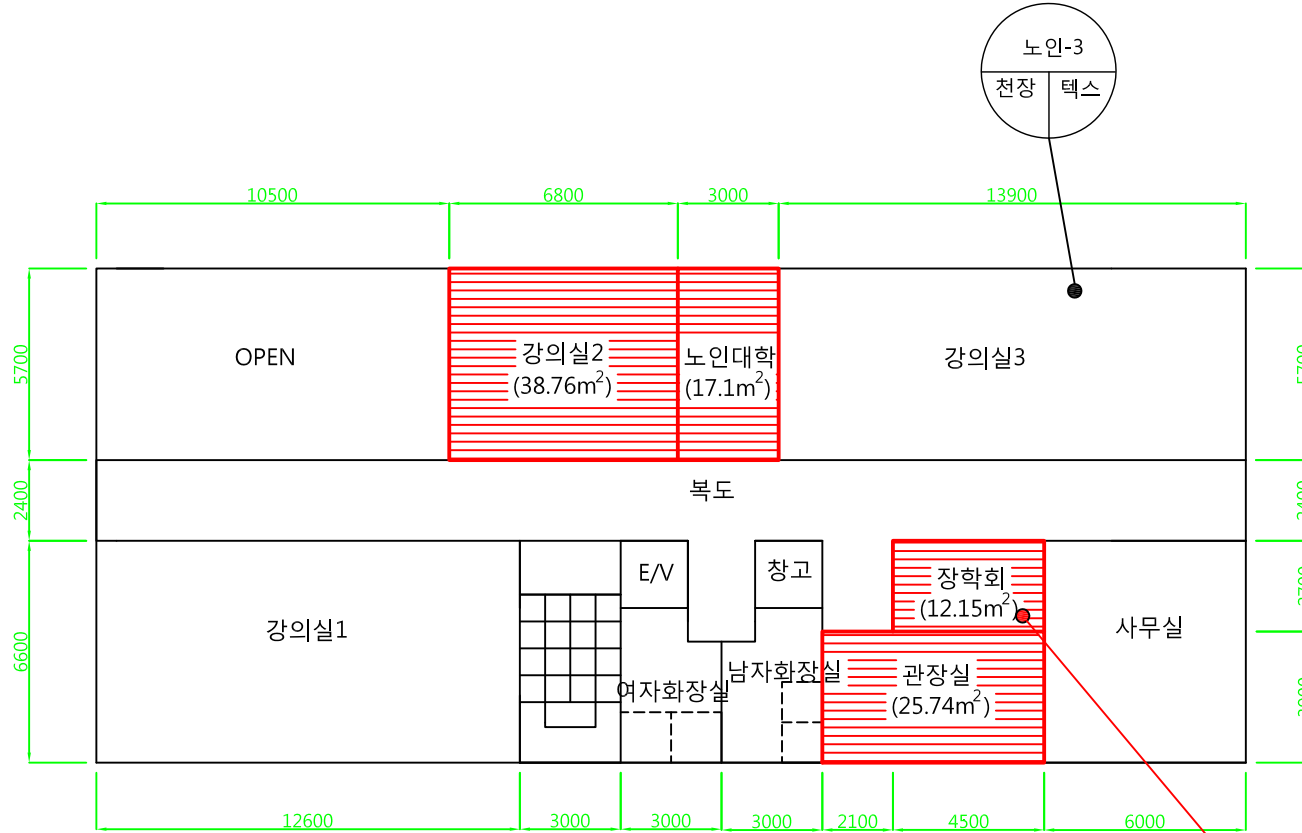 노인-3
천장 텍스
10500 6800 3000 13900
5700
OPEN
강의실2
(38.76m²)
노인대학
(17.1m²)
강의실3
2400
복도
6600
강의실1
E/V
창고
장학회
(12.15m²)
사무실
여자화장실
남자화장실
관장실
(25.74m²)
12600 3000 3000 3000 2100 4500 6000